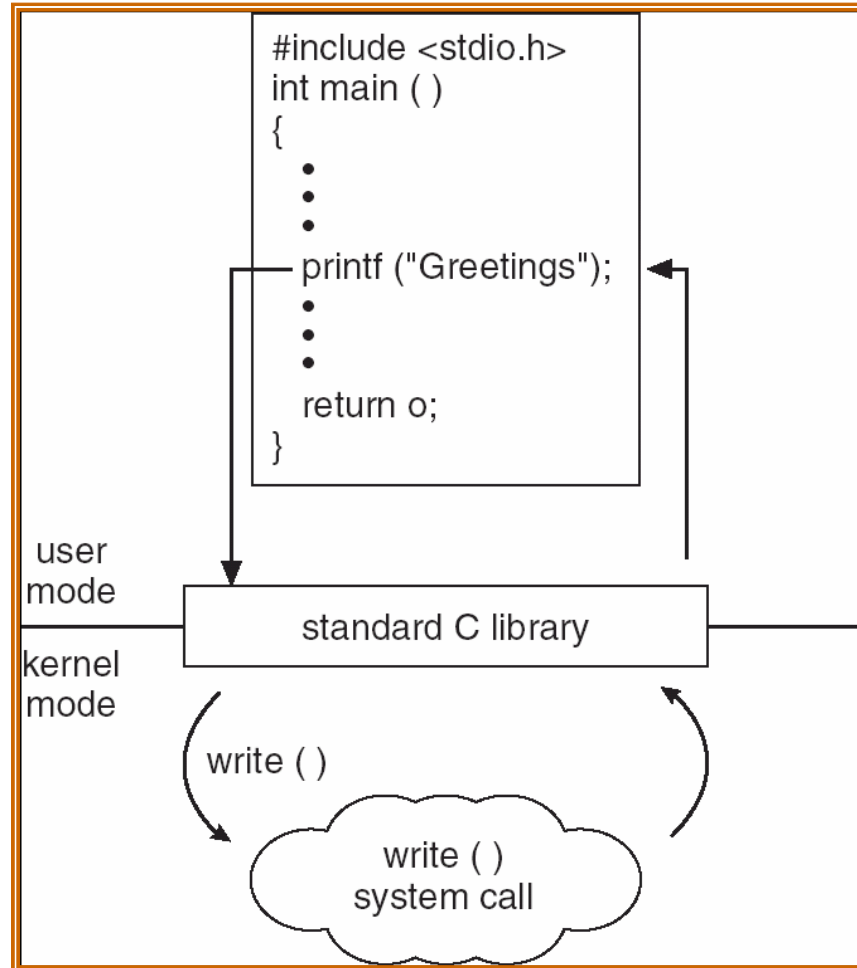 #include <stdio.h>
int main ( )
{
•
•
•
printf ("Greetings");
•
•
•
return o;
}
user
mode
standard C library
kernel
mode
write ( )
write ( )
system call